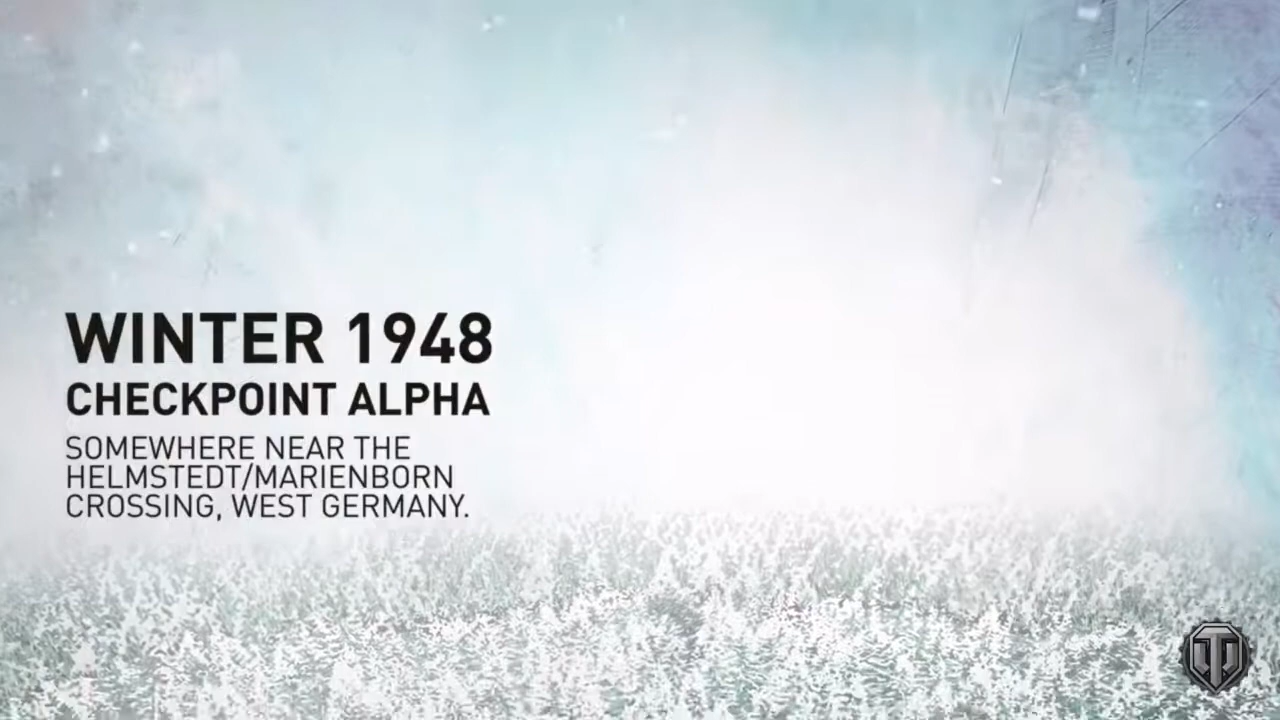 WINTER 1948
CHECKPOINT ALPHA
SOMEWHERE NEAR THE
HELMSTEDT/MARIENBORN
CROSSING, WEST GERMANY.